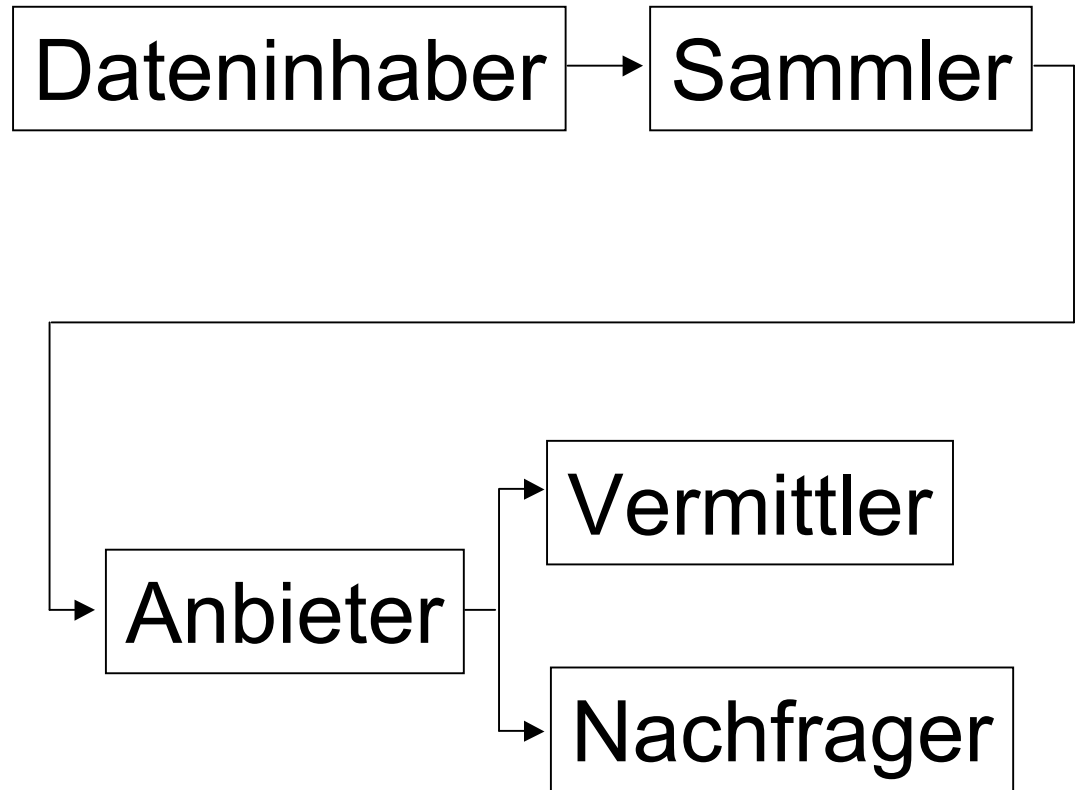 Dateninhaber
Sammler
Vermittler
Anbieter
Nachfrager